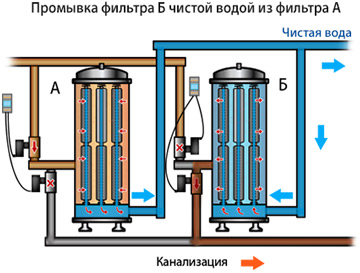 Промывка фильтра Б чистой водой из фильтра А
Чистая вода
А
Б
Канализация